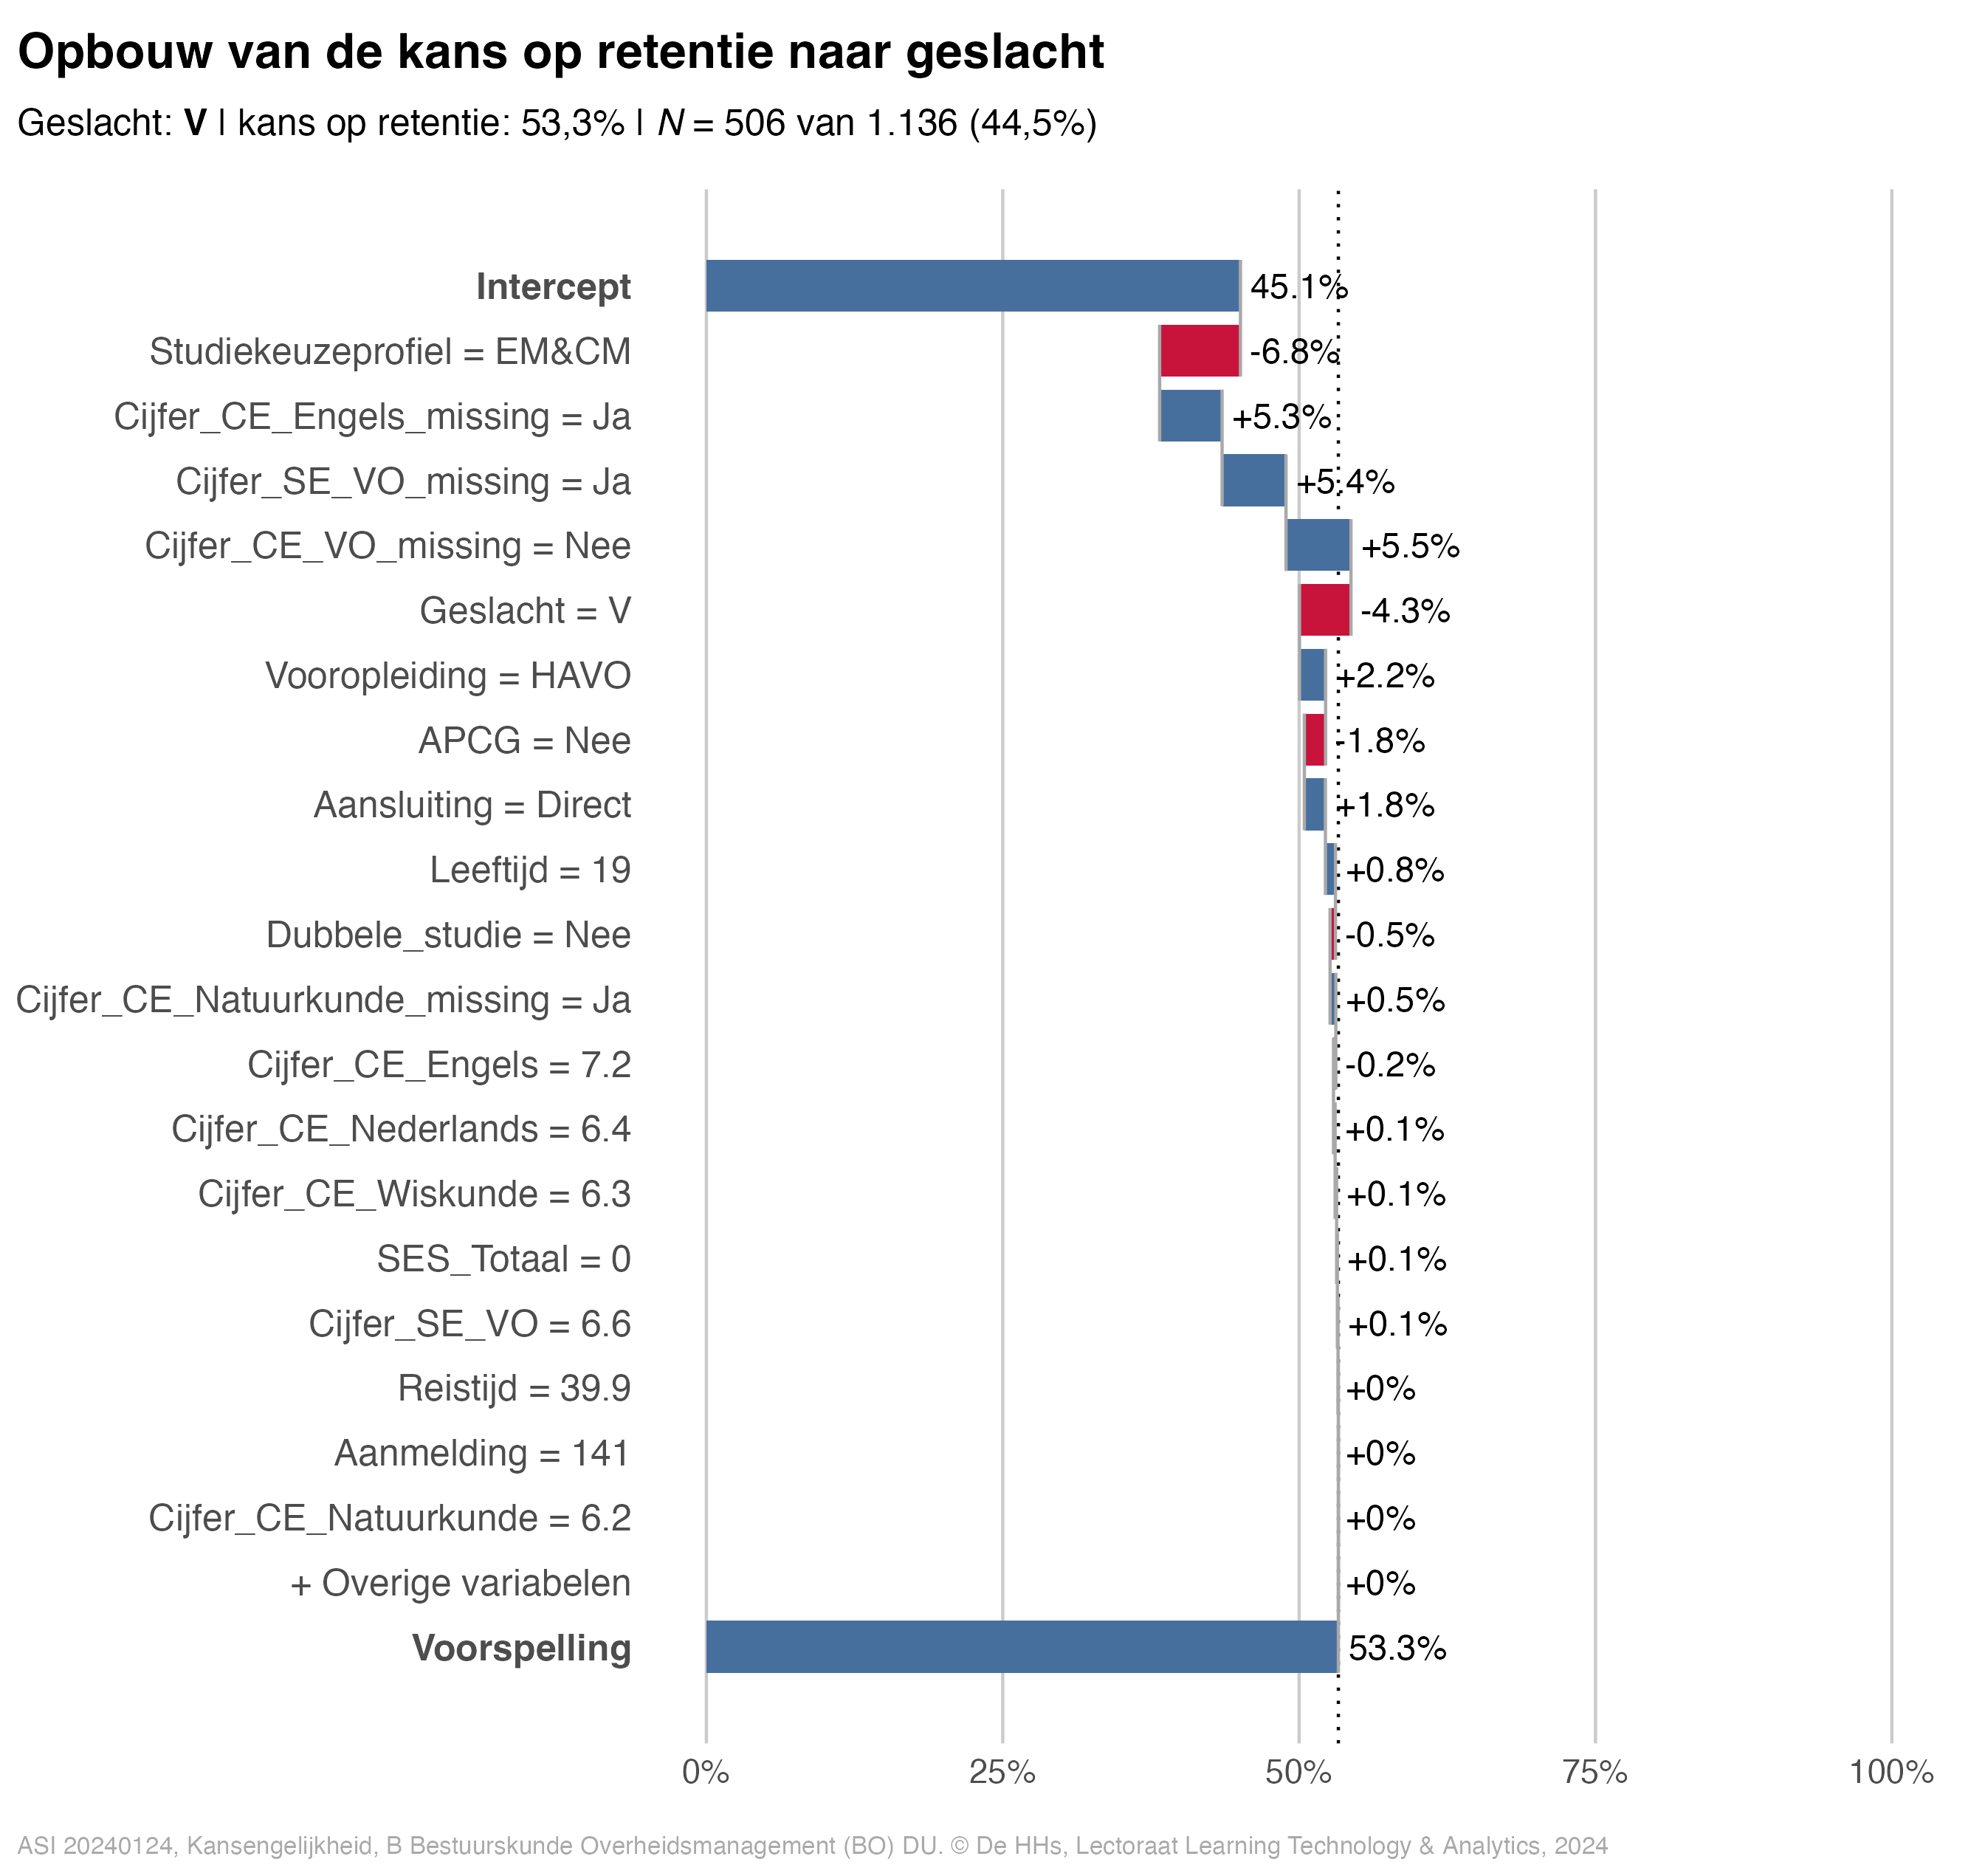 Opbouw van de kans op retentie naar geslacht
Geslacht: V | kans op retentie: 53,3% | N = 506 van 1.136 (44,5%)
Intercept 45.1%
Studiekeuzeprofiel = EM&CM -6.8%
Cijfer_CE_Engels_missing = Ja +5.3%
Cijfer_SE_VO_missing = Ja +5.4%
Cijfer_CE_VO_missing = Nee +5.5%
Geslacht = V -4.3%
Vooropleiding = HAVO +2.2%
APCG = Nee -1.8%
Aansluiting = Direct +1.8%
Leeftijd = 19 +0.8%
Dubbele_studie = Nee -0.5%
Cijfer_CE_Natuurkunde_missing = Ja +0.5%
Cijfer_CE_Engels = 7.2 -0.2%
Cijfer_CE_Nederlands = 6.4 +0.1%
Cijfer_CE_Wiskunde = 6.3 +0.1%
SES_Totaal = 0 +0.1%
Cijfer_SE_VO = 6.6 +0.1%
Reistijd = 39.9 +0%
Aanmelding = 141 +0%
Cijfer_CE_Natuurkunde = 6.2 +0%
+ Overige variabelen +0%
Voorspelling 53.3%
0% 25% 50% 75% 100%
ASI 20240124, Kansengelijkheid, B Bestuurskunde Overheidsmanagement (BO) DU. © De HHs, Lectoraat Learning Technology & Analytics, 2024